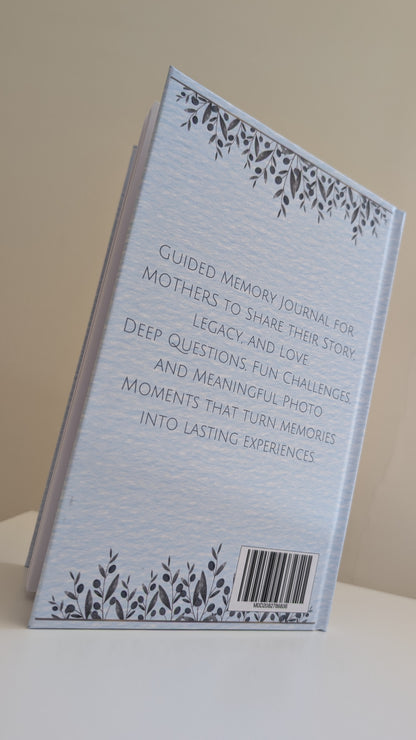 Guided Memory Journal for
Mothers to Share their Story,
Legacy, and Love.
Deep Questions, Fun Challenges,
and Meaningful Photo
Moments that turn memories
into lasting experiences.